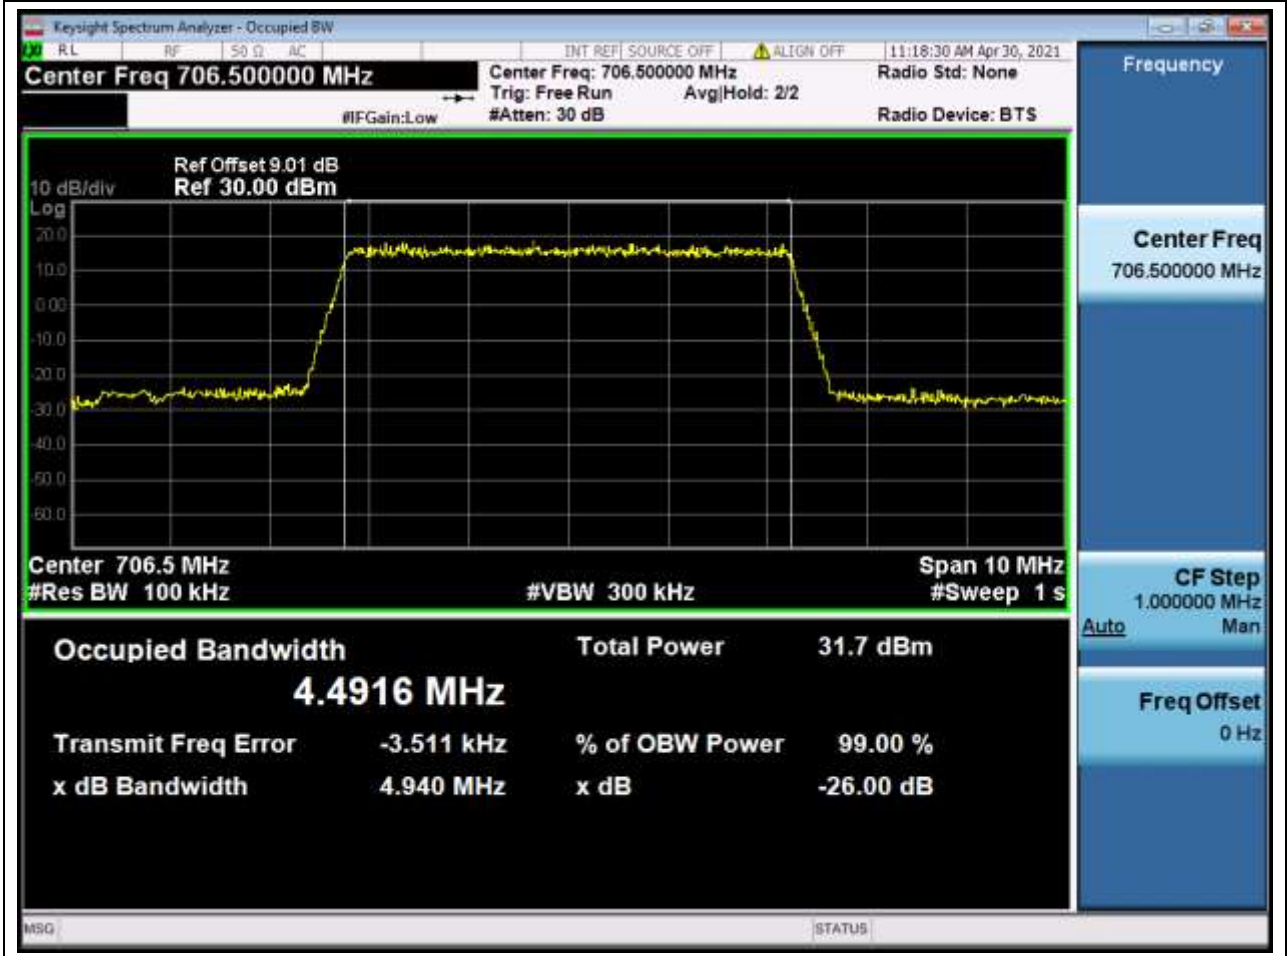 Keysight Spectrum Analyzer - Occupied BW
RL RF 50 Ω AC INT REF SOURCE OFF ALIGN OFF 11:18:30 AM Apr 30, 2021
Center Freq 706.500000 MHz
Center Freq: 706.500000 MHz Radio Std: None
Trig: Free Run Avg|Hold: 2/2
#IFGain:Low #Atten: 30 dB Radio Device: BTS
Frequency
Ref Offset 9.01 dB
10 dB/div Ref 30.00 dBm
Log
20.0
10.0
0.00
-10.0
-20.0
-30.0
-40.0
-50.0
-60.0
Center 706.5 MHz Span 10 MHz
#Res BW 100 kHz #VBW 300 kHz #Sweep 1 s
Occupied Bandwidth Total Power 31.7 dBm
4.4916 MHz
Transmit Freq Error -3.511 kHz % of OBW Power 99.00 %
x dB Bandwidth 4.940 MHz x dB -26.00 dB
Center Freq
706.500000 MHz
CF Step
1.000000 MHz
Auto Man
Freq Offset
0 Hz
MSG STATUS